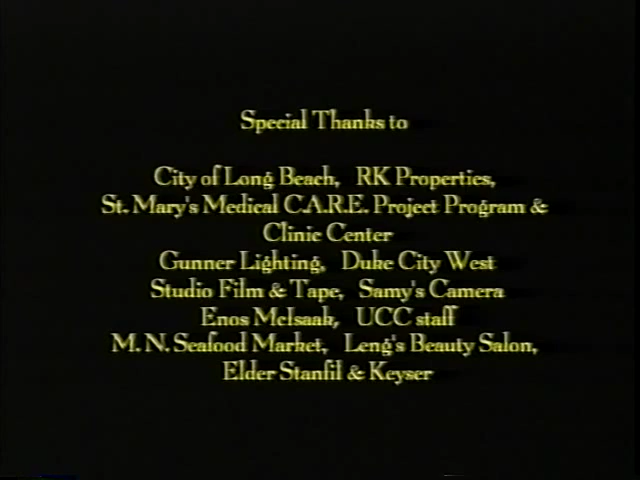 Special Thanks to
City of Long Beach, RK Properties,
St. Mary's Medical C.A.R.E. Project Program &
Clinic Center
Gunner Lighting, Duke City West
Studio Film & Tape, Samy's Camera
Enos McIsaak, UCC staff
M. N. Seafood Market, Leng's Beauty Salon,
Elder Stanfil & Keyser